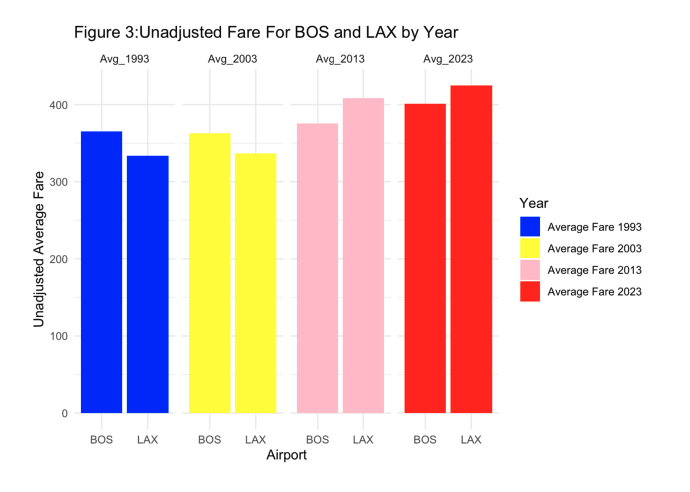 Figure 3:Unadjusted Fare For BOS and LAX by Year
Avg_1993
Avg_2003
Avg_2013
Avg_2023
Unadjusted Average Fare
400
300
200
100
0
BOS LAX
BOS LAX
BOS LAX
BOS LAX
Airport
Year
Average Fare 1993
Average Fare 2003
Average Fare 2013
Average Fare 2023